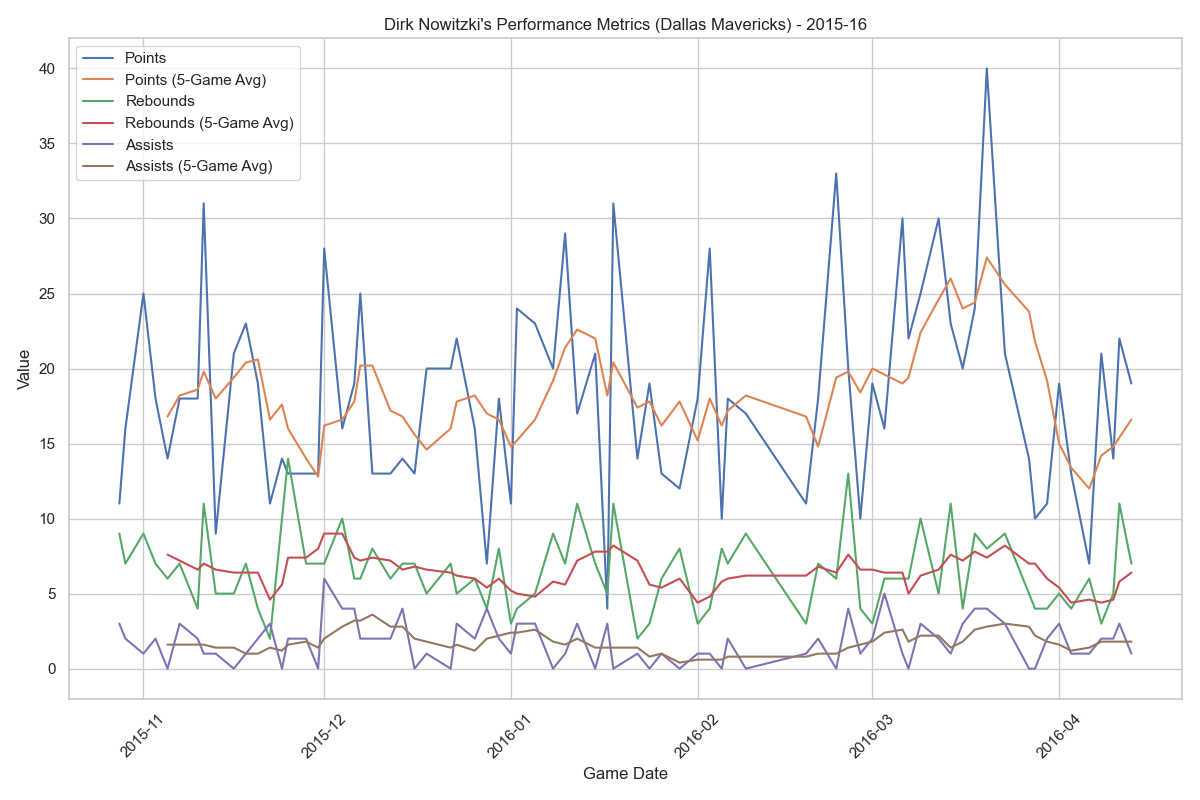 Dirk Nowitzki's Performance Metrics (Dallas Mavericks) - 2015-16
Points
Points (5-Game Avg)
Rebounds
Rebounds (5-Game Avg)
Assists
Assists (5-Game Avg)
40
35
30
25
20
15
10
5
0
Value
2015-11
2015-12
2016-01
2016-02
2016-03
2016-04
Game Date